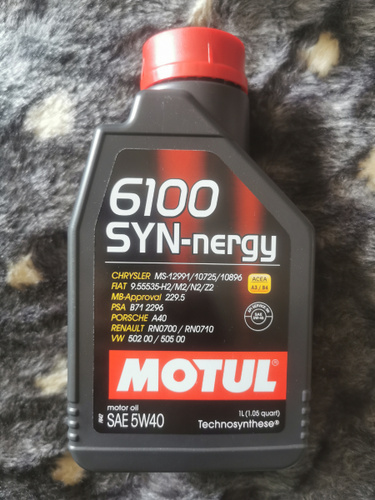 6100
SYN-nergy
CHRYSLER MS-12991/10725/10896
FIAT 9.55535-H2/M2/N2/Z2
MB-Approval 229.5
PSA B71 2296
PORSCHE A40
RENAULT RN0700 / RN0710
VW 502 00 / 505 00
ACEA
A3 / B4
SAE
MOTUL
motor oil
SAE 5W40
1L (1.05 quart)
Technosynthese®